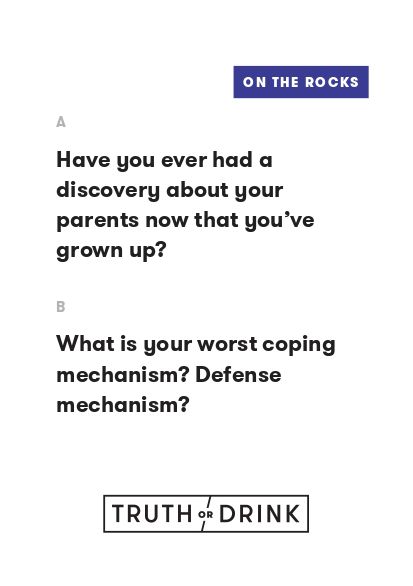 ON THE ROCKS
A
Have you ever had a
discovery about your
parents now that you’ve
grown up?
B
What is your worst coping
mechanism? Defense
mechanism?
TRUTH OR DRINK